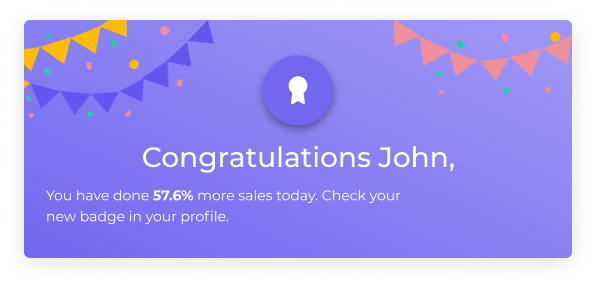 Congratulations John,
You have done 57.6% more sales today. Check your
new badge in your profile.